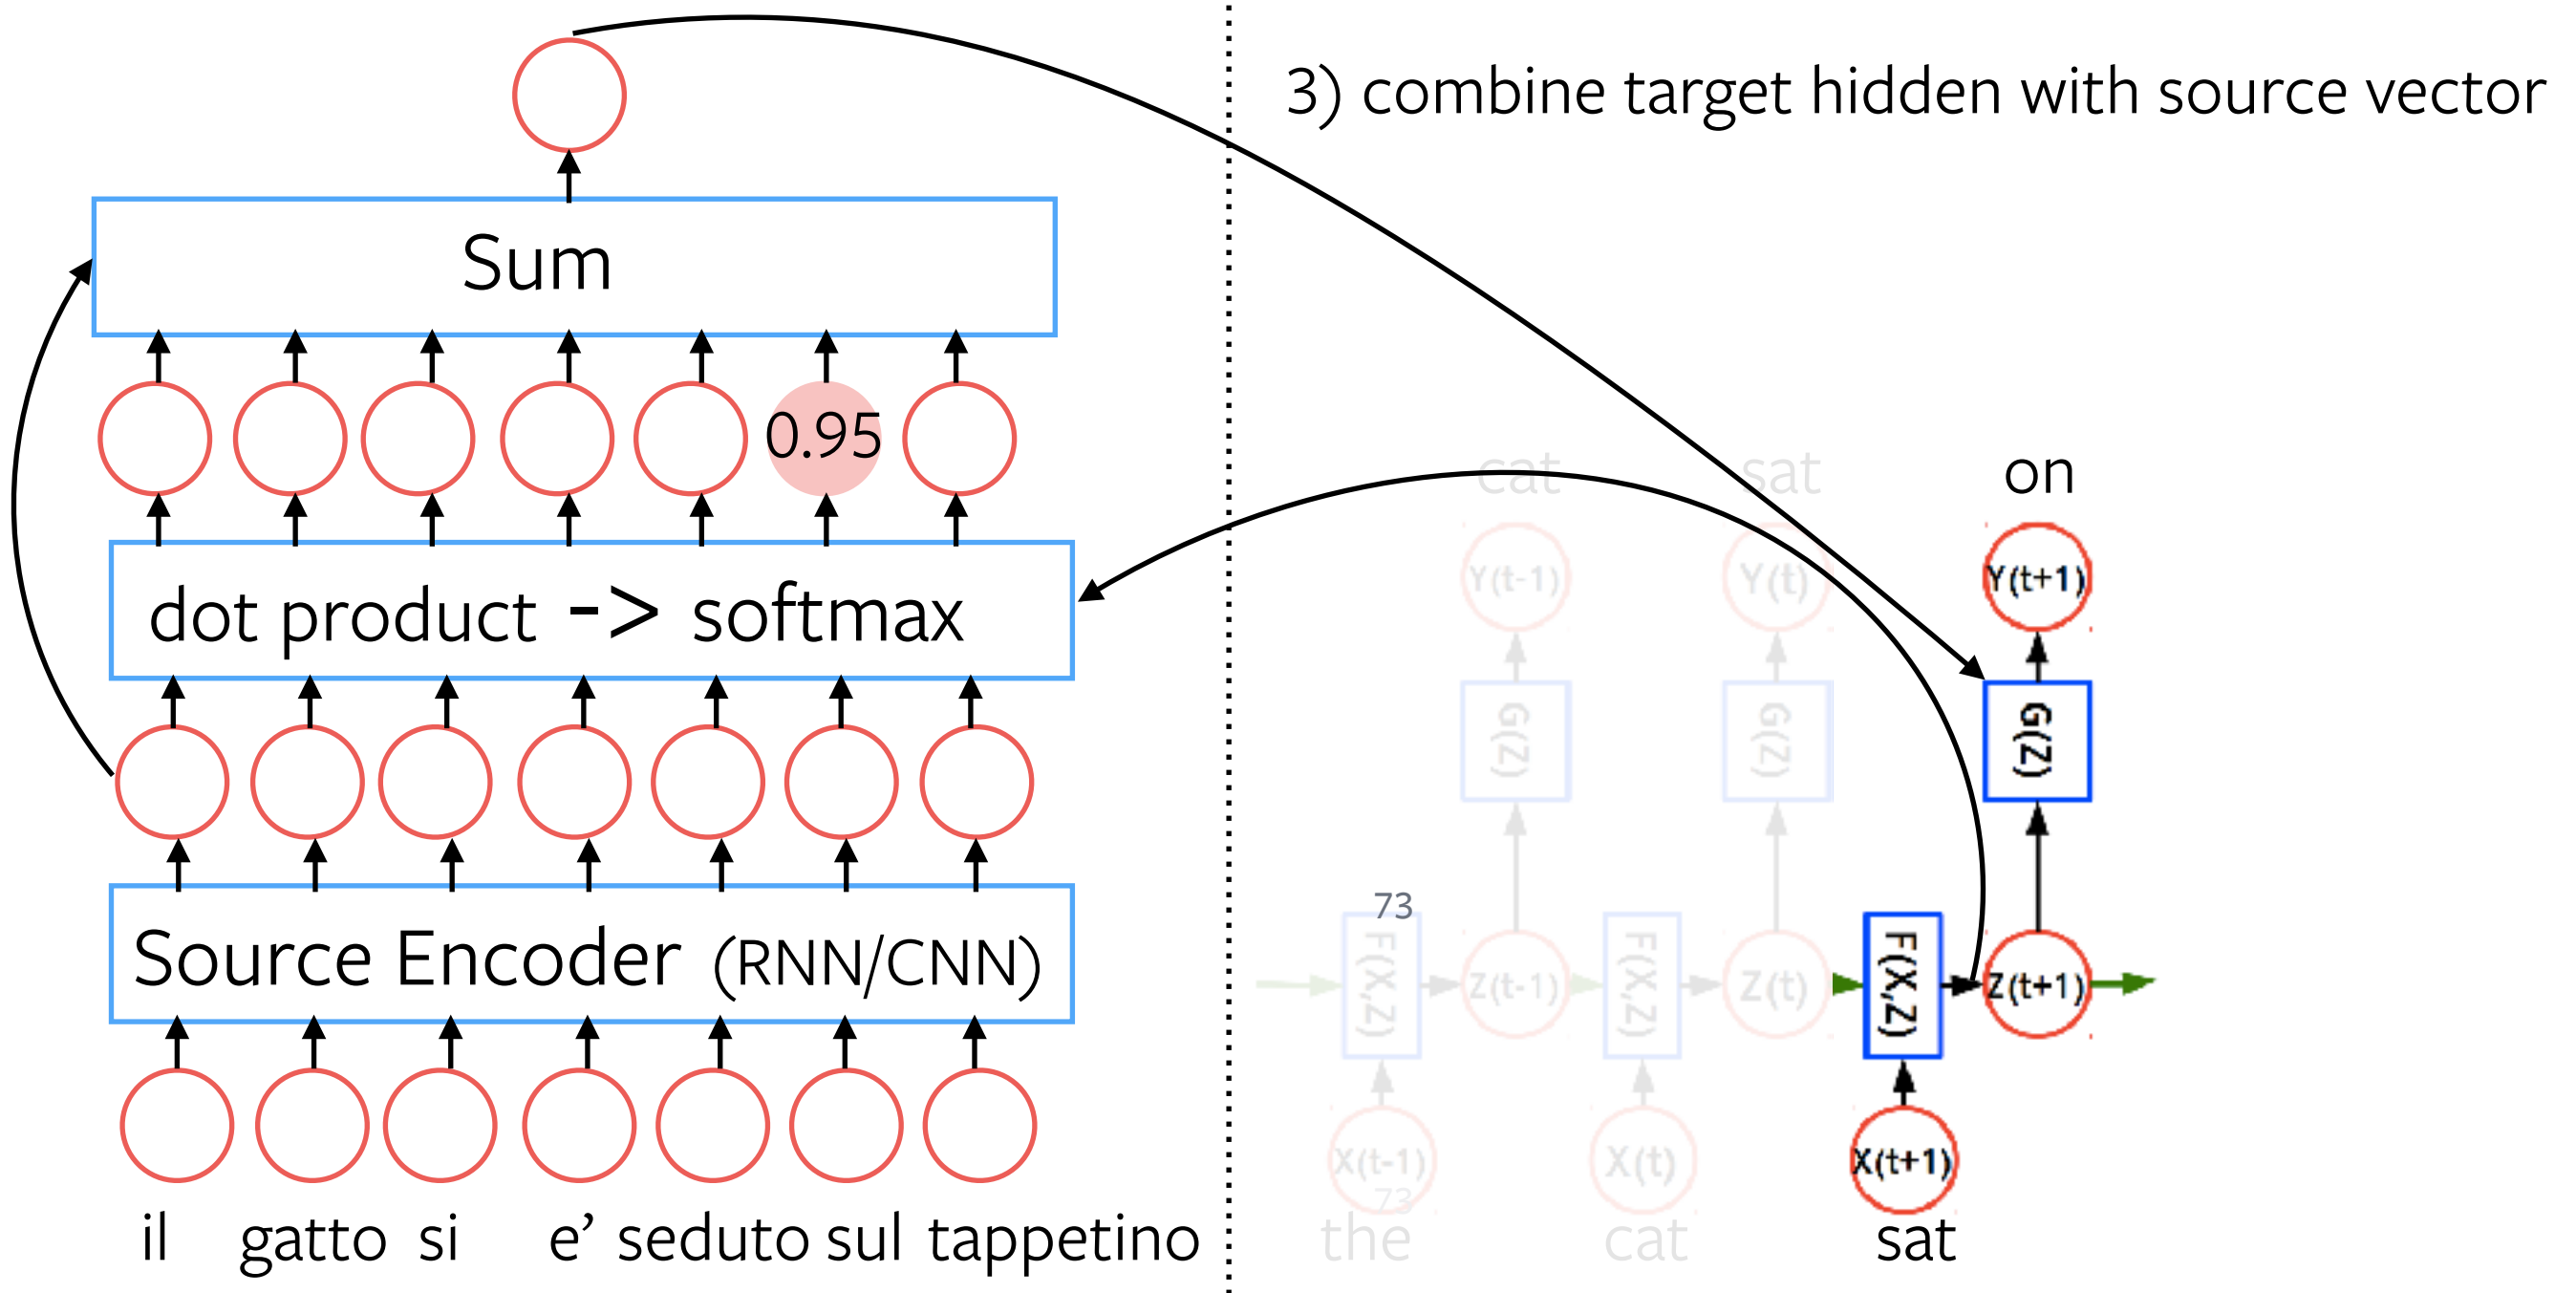 3) combine target hidden with source vector
Sum
0.95
dot product -> softmax
Source Encoder (RNN/CNN)
il gatto si e’ seduto sul tappetino
cat sat on
Y(t-1) Y(t) Y(t+1)
G(Z) G(Z) G(Z)
73
F(X,Z) Z(t-1) F(X,Z) Z(t) F(X,Z) Z(t+1)
X(t-1) X(t) X(t+1)
73
the cat sat